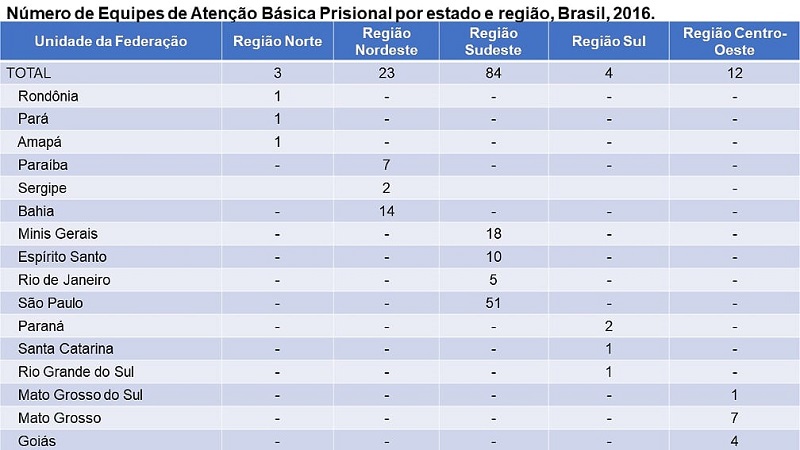 Número de Equipes de Atenção Básica Prisional por estado e região, Brasil, 2016.
Unidade da Federação Região Norte Região Nordeste Região Sudeste Região Sul Região Centro-Oeste
TOTAL 3 23 84 4 12
Rondônia 1 - - - -
Pará 1 - - - -
Amapá 1 - - - -
Paraíba - 7 - - -
Sergipe 2 -
Bahia - 14 - - -
Minis Gerais - - 18 - -
Espírito Santo - - 10 - -
Rio de Janeiro - - 5 - -
São Paulo - - 51 - -
Paraná - - - 2 -
Santa Catarina - - - 1 -
Rio Grande do Sul - - - 1 -
Mato Grosso do Sul - - - - 1
Mato Grosso - - - - 7
Goiás - - - - 4